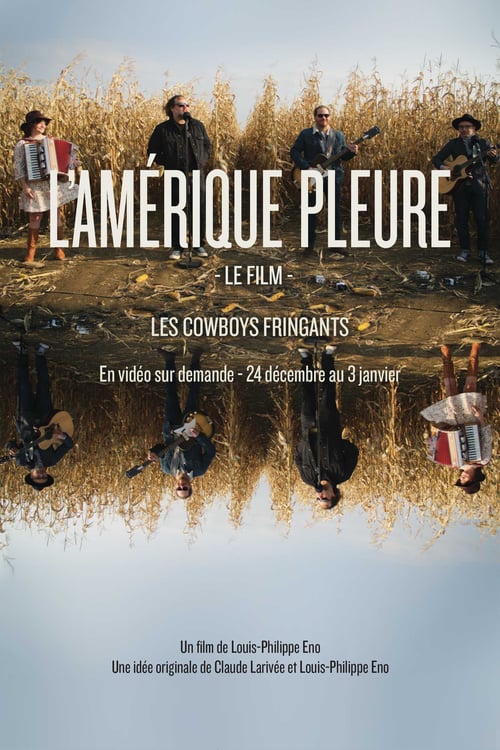 L'AMÉRIQUE PLEURE
- LE FILM -
LES COWBOYS FRINGANTS
En vidéo sur demande - 24 décembre au 3 janvier
Un film de Louis-Philippe Eno
Une idée originale de Claude Larivée et Louis-Philippe Eno